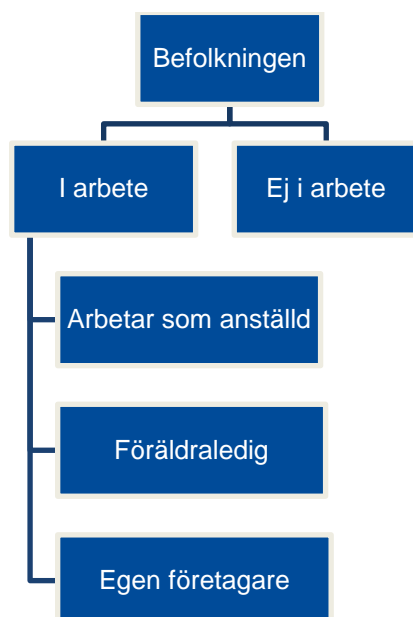 Befolkningen
I arbete
Ej i arbete
Arbetar som anställd
Föräldraledig
Egen företagare